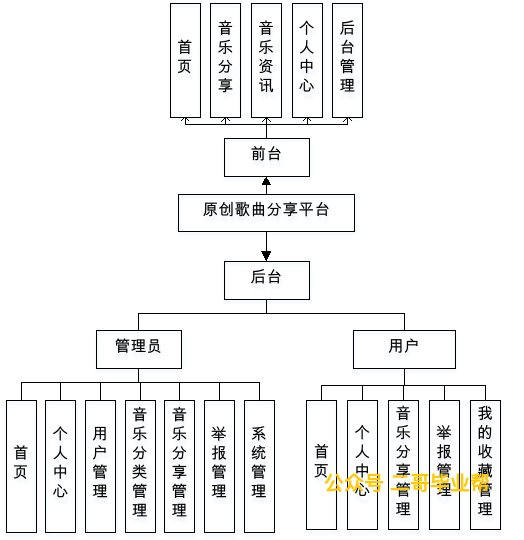 首页
音乐分享
音乐资讯
个人中心
后台管理
前台
原创歌曲分享平台
后台
管理员
用户
首页
个人中心
用户管理
音乐分类管理
音乐分享管理
举报管理
系统管理
首页
个人中心
音乐分享管理
举报管理
我的收藏管理
公众号 二哥毕业帮